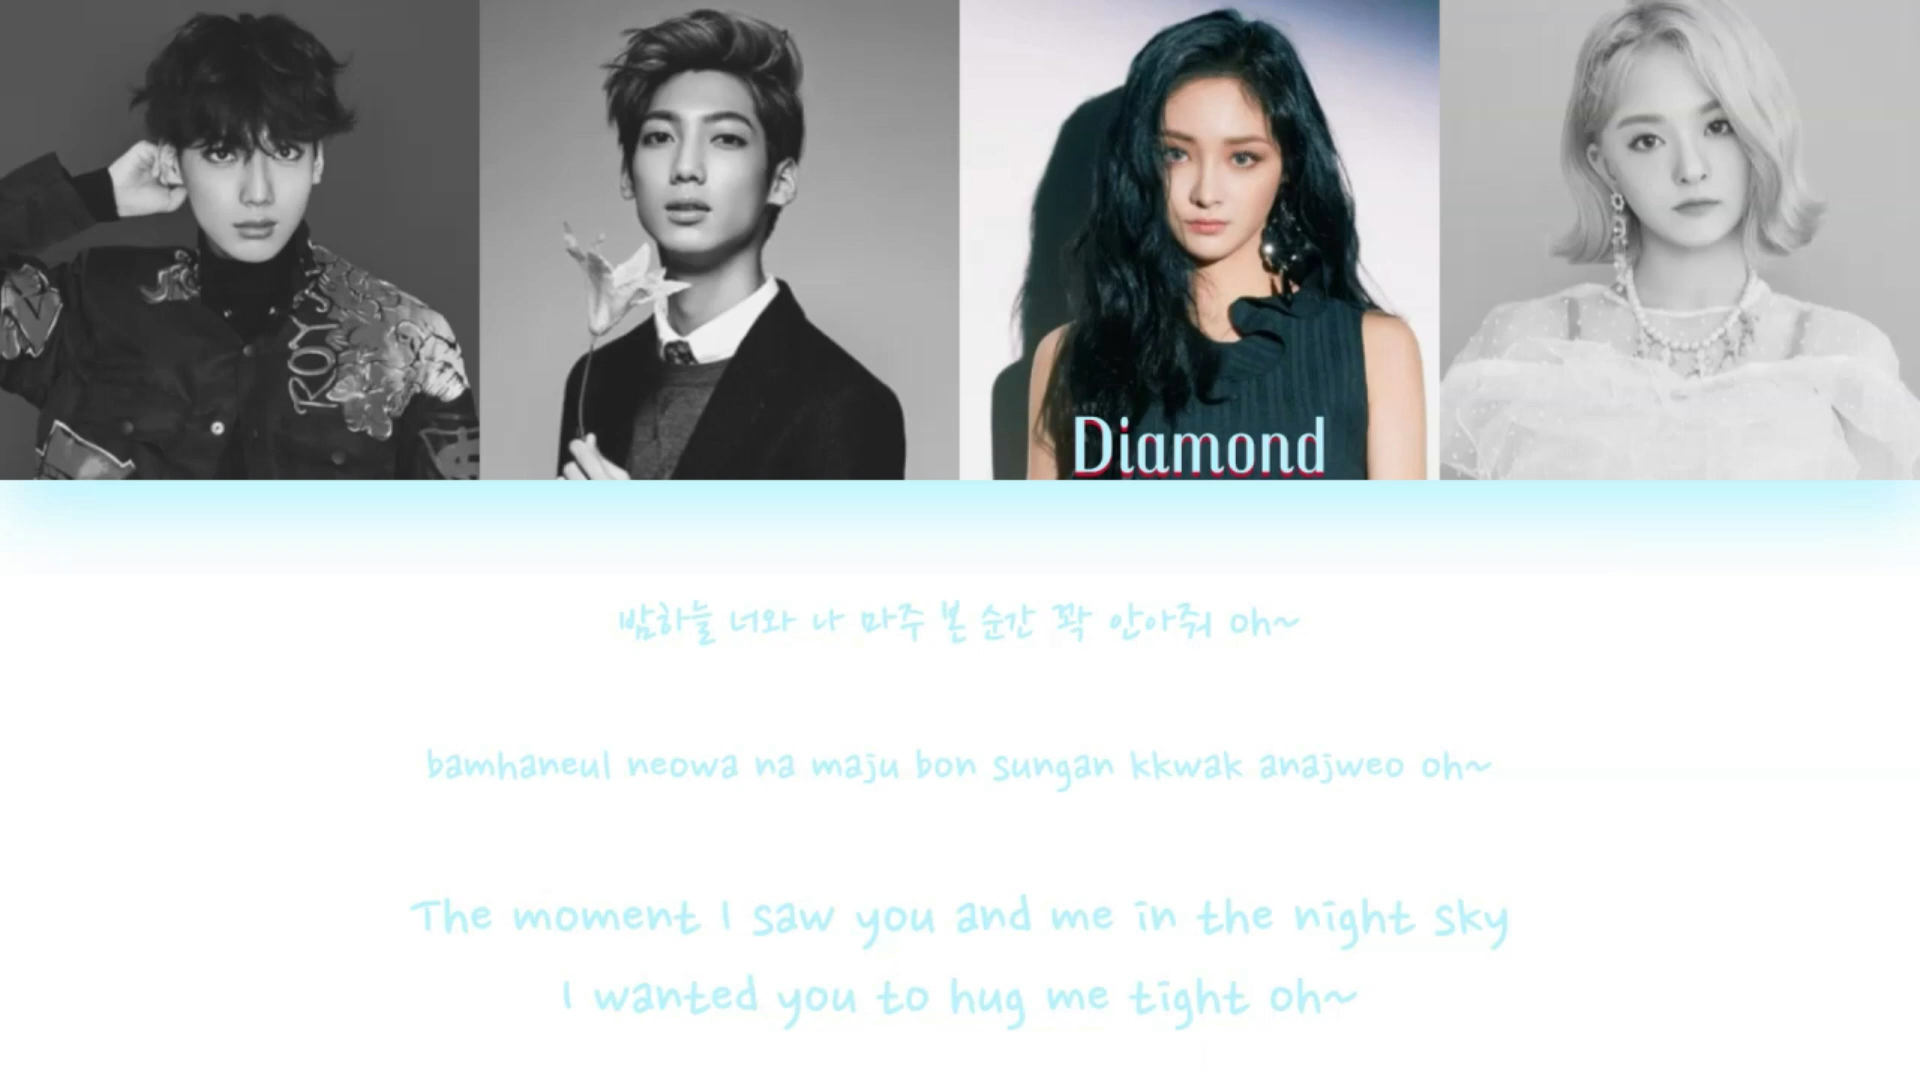 ROY
Diamond
밤하늘 너와 나 마주 본 순간 꽉 안아줘 oh~
bamhaneul neowa na maju bon sungan kkwak anajweo oh~
The moment I saw you and me in the night sky
I wanted you to hug me tight oh~